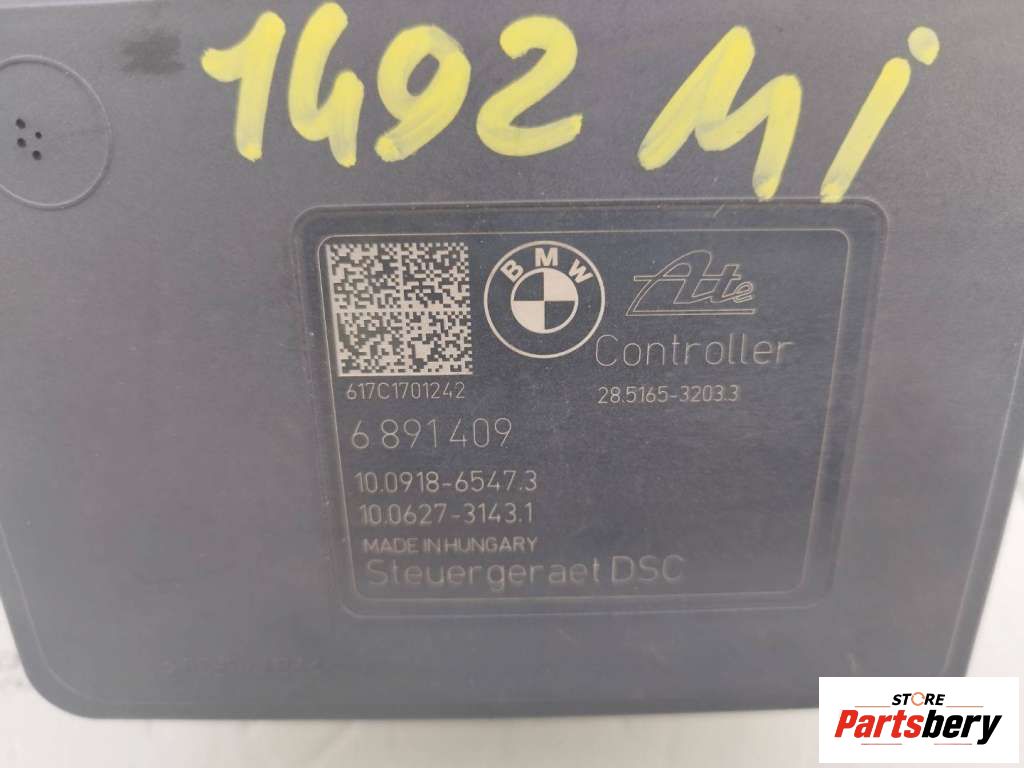 1492 Mi
BMW
Ate
Controller
617C1701242
28.5165-3203.3
6 891 409
10.0918-6547.3
10.0627-3143.1
MADE IN HUNGARY
Steuergeraet DSC
STORE
Partsbery